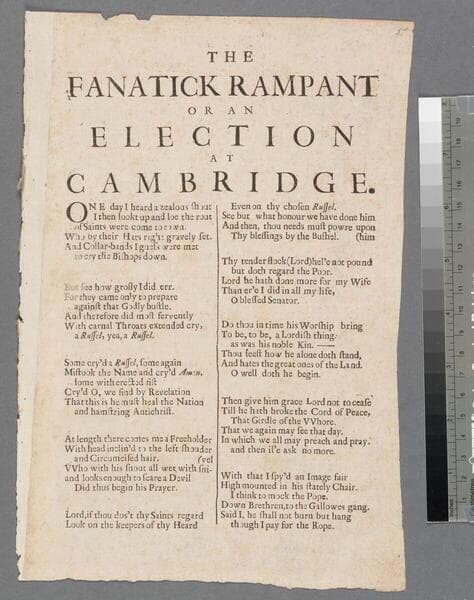 THE
FANATICK RAMPANT
OR AN
ELECTION
AT
CAMBRIDGE.
ONE day I heard a zealous shout
I then lookt up and loe the rout
of Saints were come to town.
Who by their Hats right gravely set.
And Collar-bands I guess were met
to cry the Bishops down.
But see how grosly I did err.
For they came only to prepare
against that Godly bustle.
And therefore did most fervently
With carnal Throats extended cry,
a Russel, yea, a Russel.
Some cry'd a Russel, some again
Mistook the Name and cry'd Amen,
some with erected fist
Cry'd O, we find by Revelation
That this is he must heal the Nation
and hamstring Antichrist.
At length there comes me a Freeholder
With head inclin'd to the left shoulder
and Circumcised hair. (vel
VVho with his snout all wet with sni-
and looks enough to scare a Devil
Did thus begin his Prayer.
Lord, if thou dos't thy Saints regard
Look on the keepers of thy Heard
Even on thy chosen Russel.
See but what honour we have done him
And then, thou needs must powre upon
Thy blessings by the Bushel. (him
Thy tender flock (Lord) hel'e not pound
but doth regard the Poor.
Lord he hath done more for my Wife
Than er'e I did in all my life,
O blessed Senator.
Do thou in time his Worship bring
To be, to be, a Lordish thing.
as was his noble Kin. ——
Thou seest how he alone doth stand,
And hates the great ones of the Land.
O well doth he begin.
Then give him grace Lord not to cease
Till he hath broke the Cord of Peace,
That Girdle of the VVhore.
That we again may see that day.
In which we all may preach and pray.
and then il'e ask no more.
With that I spy'd an Image fair
High mounted in his stately Chair.
I think to mock the Pope.
Down Brethren, to the Gallowes gang.
Said I, he shall not burn but hang
though I pay for the Rope.